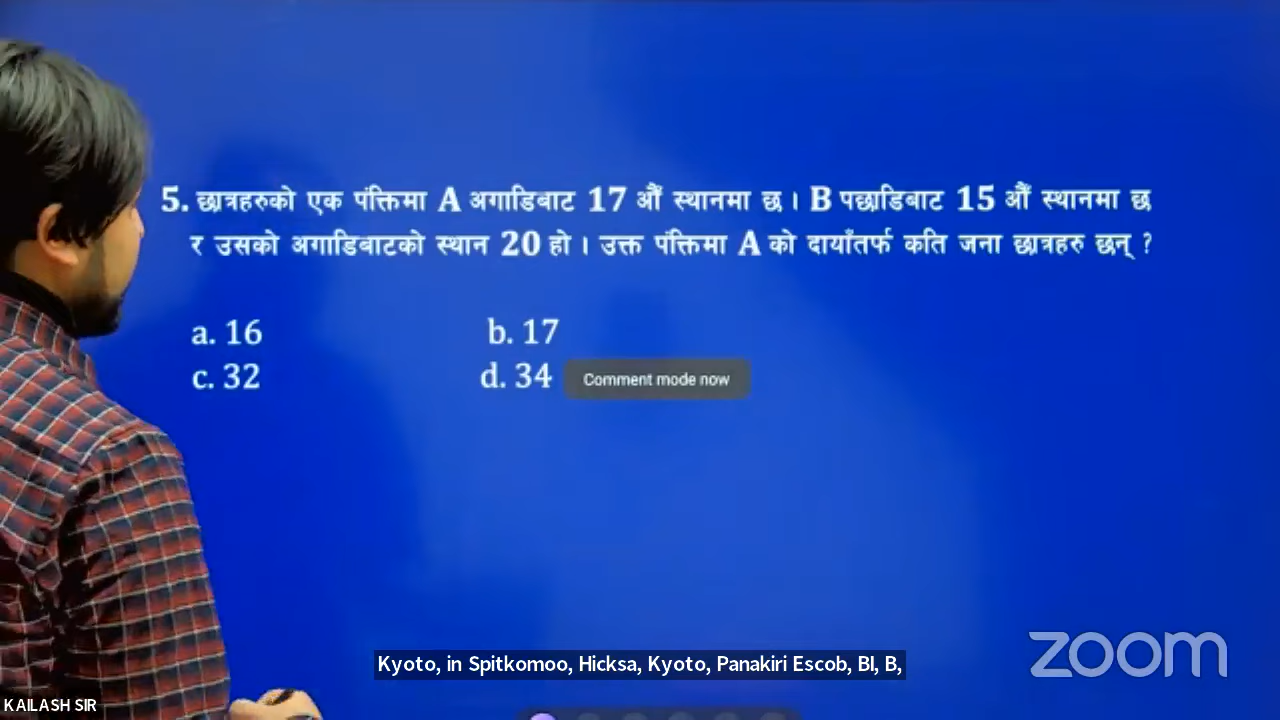 5. छात्रहरुको एक पंक्तिमा A अगाडिबाट 17 औं स्थानमा छ । B पछाडिबाट 15 औं स्थानमा छ
र उसको अगाडिबाटको स्थान 20 हो । उक्त पंक्तिमा A को दायाँतर्फ कति जना छात्रहरु छन् ?
a. 16 b. 17
c. 32 d. 34
Comment mode now
zoom
Kyoto, in Spitkomoo, Hicksa, Kyoto, Panakiri Escob, BI, B,
KAILASH SIR